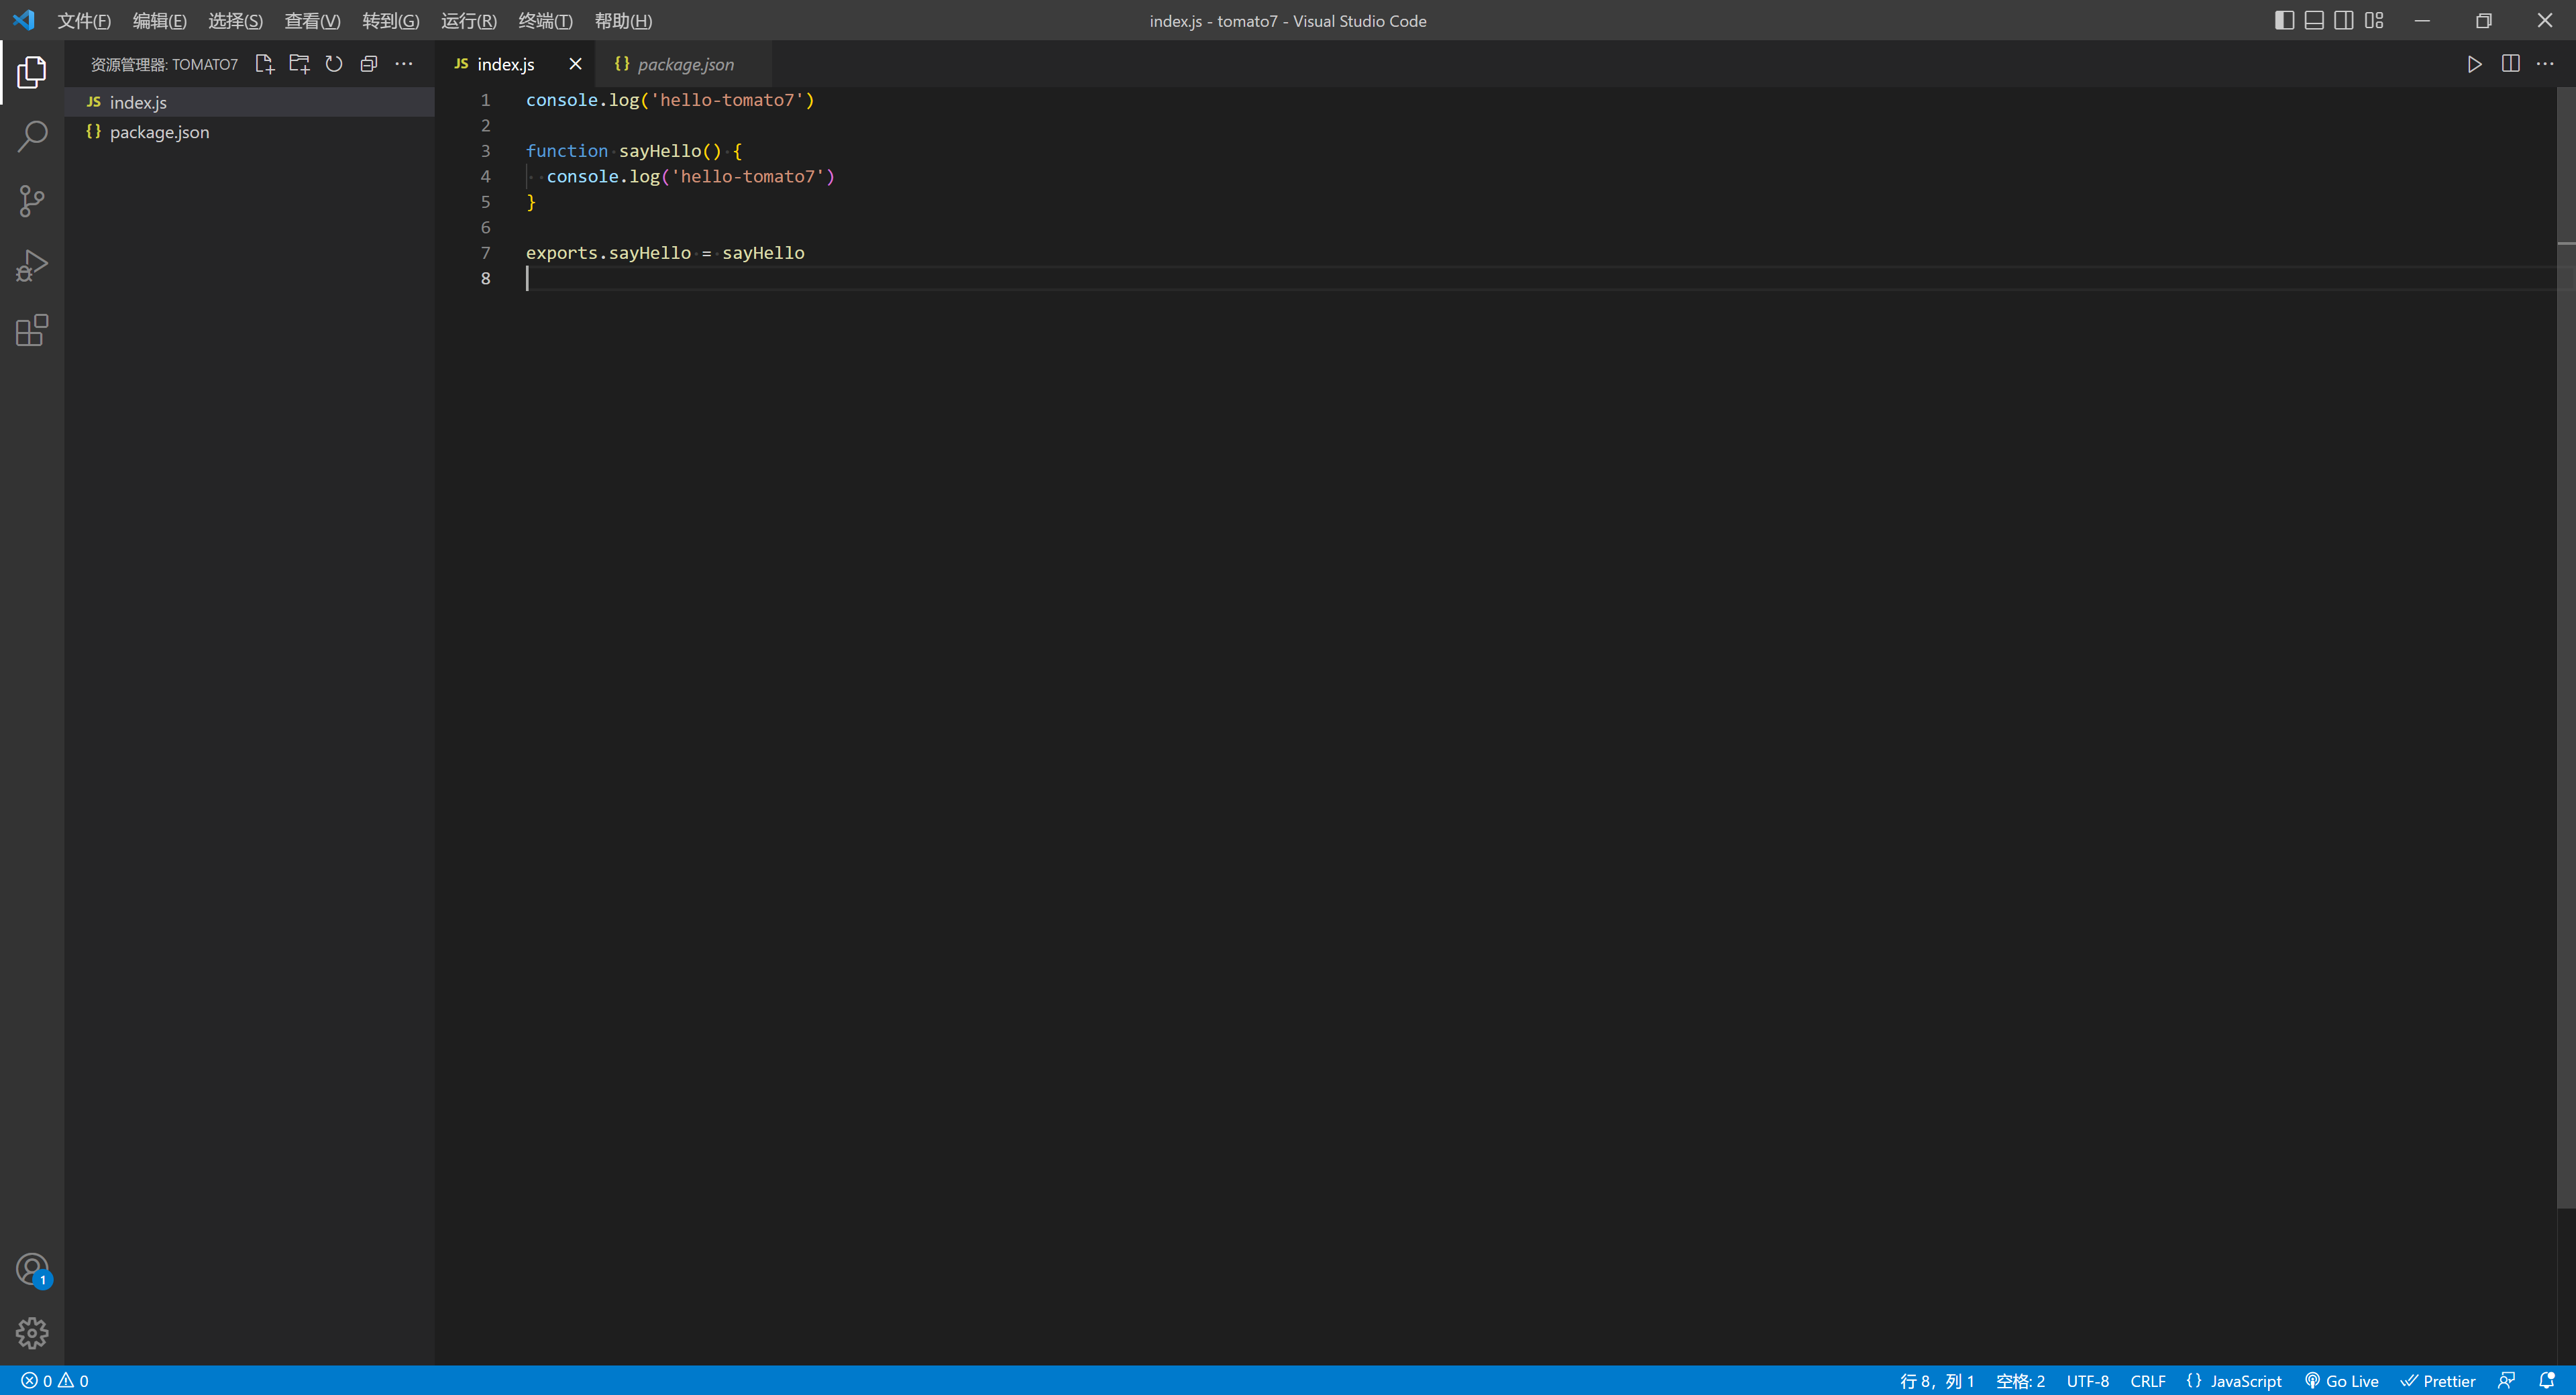 文件(F) 编辑(E) 选择(S) 查看(V) 转到(G) 运行(R) 终端(T) 帮助(H)
index.js - tomato7 - Visual Studio Code
资源管理器: TOMATO7
JS index.js
{} package.json
JS index.js
{} package.json
1 console.log('hello-tomato7')
2
3 function sayHello() {
4 console.log('hello-tomato7')
5 }
6
7 exports.sayHello = sayHello
8
1
0 0
行 8，列 1 空格: 2 UTF-8 CRLF {} JavaScript Go Live Prettier